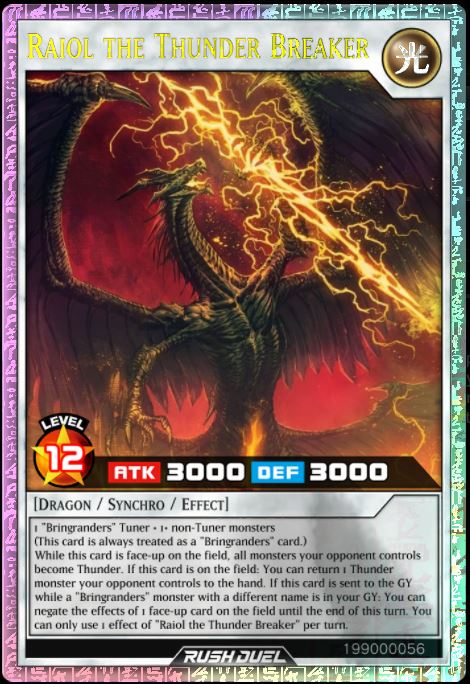 Raiol the Thunder Breaker
光
LEVEL
12
ATK 3000 DEF 3000
[Dragon / Synchro / Effect]
1 "Bringranders" Tuner + 1+ non-Tuner monsters
(This card is always treated as a "Bringranders" card.)
While this card is face-up on the field, all monsters your opponent controls
become Thunder. If this card is on the field: You can return 1 Thunder
monster your opponent controls to the hand. If this card is sent to the GY
while a "Bringranders" monster with a different name is in your GY: You can
negate the effects of 1 face-up card on the field until the end of this turn. You
can only use 1 effect of "Raiol the Thunder Breaker" per turn.
199000056
RUSH DUEL